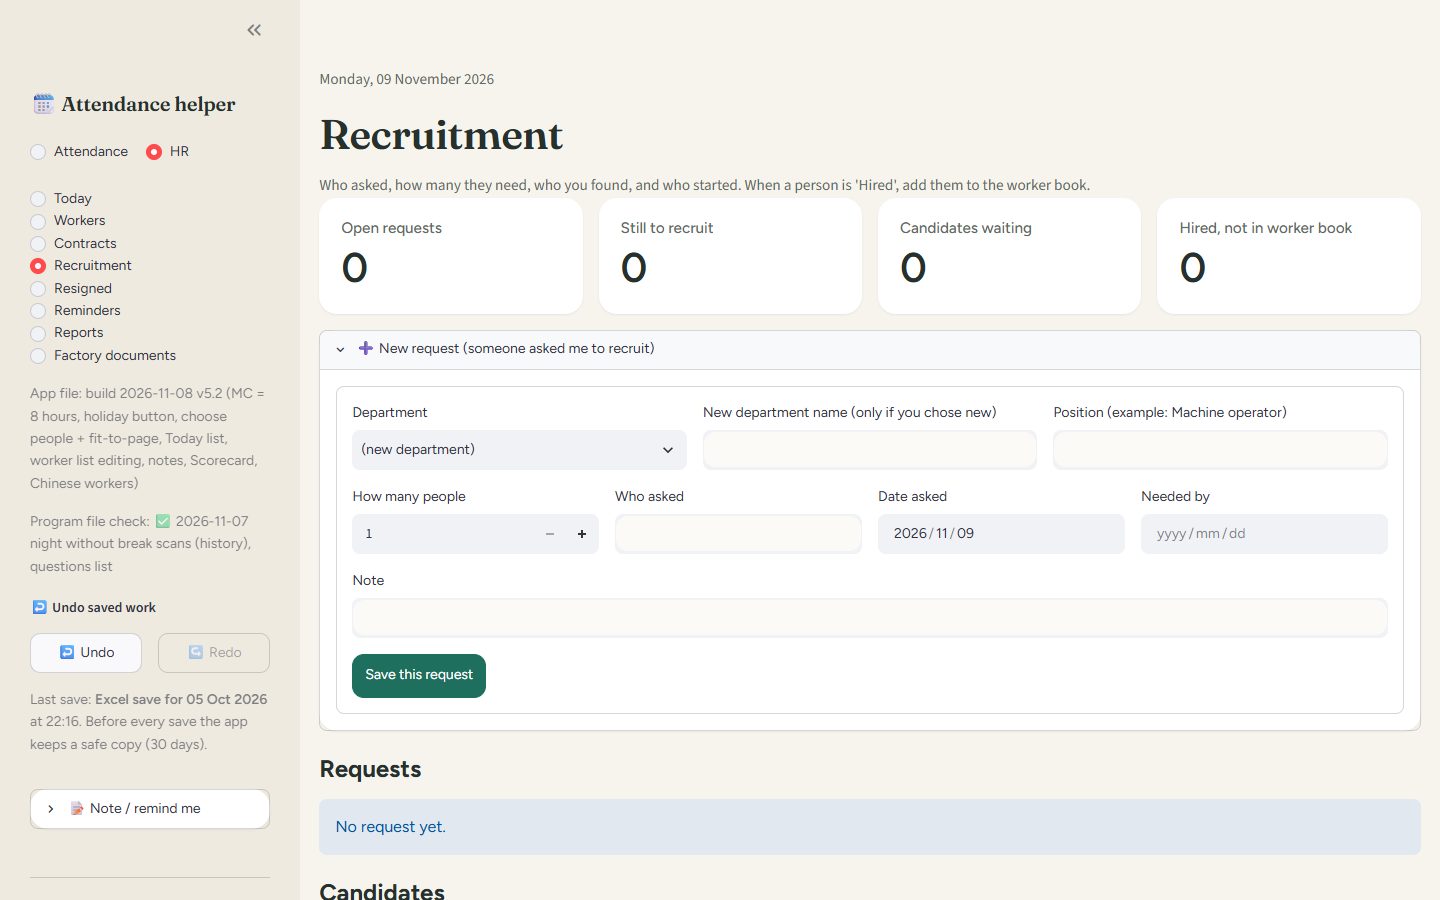 Attendance helper
Attendance
HR
Today
Workers
Contracts
Recruitment
Resigned
Reminders
Reports
Factory documents
App file: build 2026-11-08 v5.2 (MC =
8 hours, holiday button, choose
people + fit-to-page, Today list,
worker list editing, notes, Scorecard,
Chinese workers)
Program file check: ✅ 2026-11-07
night without break scans (history),
questions list
Undo saved work
Undo
Redo
Last save: Excel save for 05 Oct 2026
at 22:16. Before every save the app
keeps a safe copy (30 days).
Note / remind me
Monday, 09 November 2026
Recruitment
Who asked, how many they need, who you found, and who started. When a person is 'Hired', add them to the worker book.
Open requests
0
Still to recruit
0
Candidates waiting
0
Hired, not in worker book
0
New request (someone asked me to recruit)
Department
(new department)
New department name (only if you chose new)
Position (example: Machine operator)
How many people
1
Who asked
Date asked
2026/11/09
Needed by
yyyy/mm/dd
Note
Save this request
Requests
No request yet.
Candidates